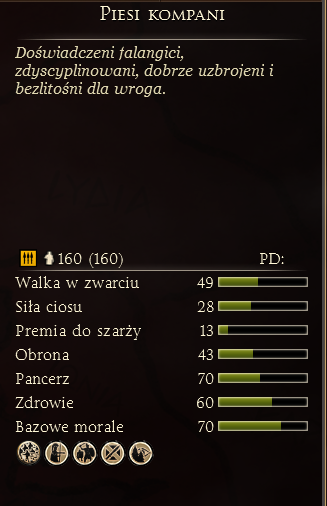 Piesi kompani
Doświadczeni falangici,
zdyscyplinowani, dobrze uzbrojeni i
bezlitośni dla wroga.
160 (160) PD:
Walka w zwarciu 49
Siła ciosu 28
Premia do szarży 13
Obrona 43
Pancerz 70
Zdrowie 60
Bazowe morale 70